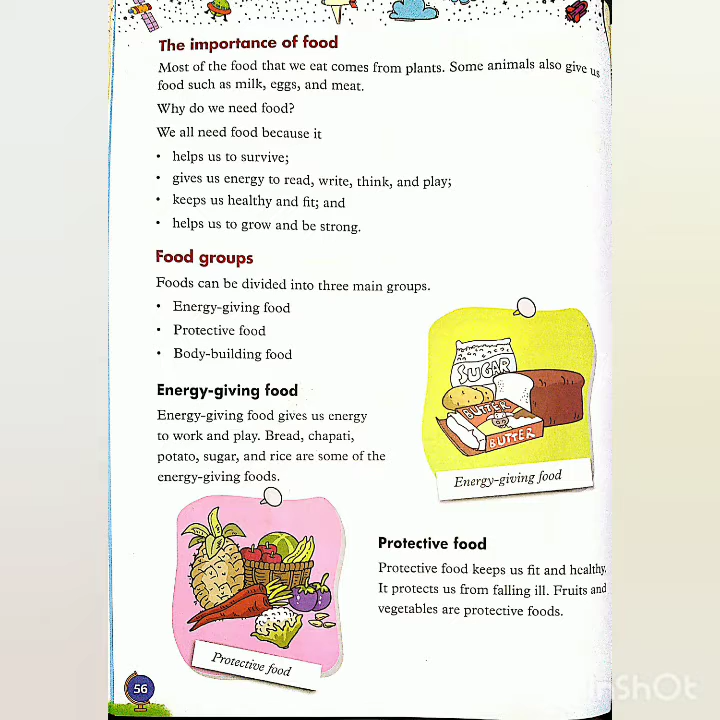 The importance of food
Most of the food that we eat comes from plants. Some animals also give us
food such as milk, eggs, and meat.
Why do we need food?
We all need food because it
• helps us to survive;
• gives us energy to read, write, think, and play;
• keeps us healthy and fit; and
• helps us to grow and be strong.
Food groups
Foods can be divided into three main groups.
• Energy-giving food
• Protective food
• Body-building food
Energy-giving food
Energy-giving food gives us energy
to work and play. Bread, chapati,
potato, sugar, and rice are some of the
energy-giving foods.
SUGAR
BUTTER
BUTTER
Energy-giving food
Protective food
Protective food keeps us fit and healthy.
It protects us from falling ill. Fruits and
vegetables are protective foods.
Protective food
56
InShOt